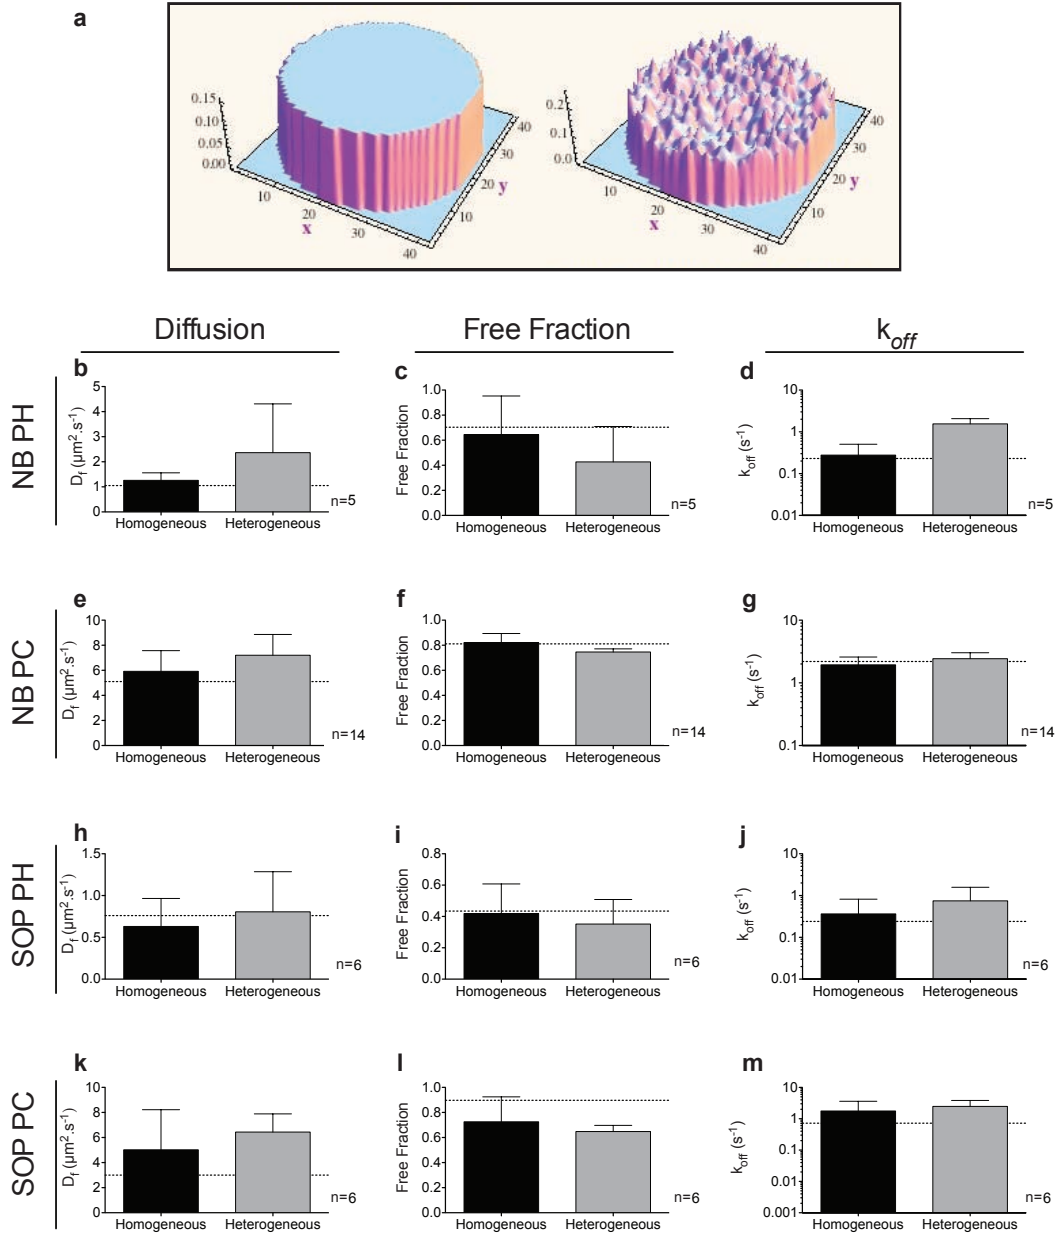 a
0.15
0.10
0.05
0.00
10
20
30
40
x
10
20
30
40
y
0.2
0.1
0.0
10
20
30
40
x
10
20
30
40
y
Diffusion
Free Fraction
k_off
NB PH
b
D_f (µm².s⁻¹)
5
4
3
2
1
0
Homogeneous Heterogeneous
n=5
c
Free Fraction
1.0
0.8
0.6
0.4
0.2
0.0
Homogeneous Heterogeneous
n=5
d
k_off (s⁻¹)
10
1
0.1
0.01
Homogeneous Heterogeneous
n=5
NB PC
e
D_f (µm².s⁻¹)
10
8
6
4
2
0
Homogeneous Heterogeneous
n=14
f
Free Fraction
1.0
0.8
0.6
0.4
0.2
0.0
Homogeneous Heterogeneous
n=14
g
k_off (s⁻¹)
10
1
0.1
Homogeneous Heterogeneous
n=14
SOP PH
h
D_f (µm².s⁻¹)
1.5
1.0
0.5
0.0
Homogeneous Heterogeneous
n=6
i
Free Fraction
0.8
0.6
0.4
0.2
0.0
Homogeneous Heterogeneous
n=6
j
k_off (s⁻¹)
10
1
0.1
0.01
Homogeneous Heterogeneous
n=6
SOP PC
k
D_f (µm².s⁻¹)
10
8
6
4
2
0
Homogeneous Heterogeneous
n=6
l
Free Fraction
1.0
0.8
0.6
0.4
0.2
0.0
Homogeneous Heterogeneous
n=6
m
k_off (s⁻¹)
10
1
0.1
0.01
0.001
Homogeneous Heterogeneous
n=6